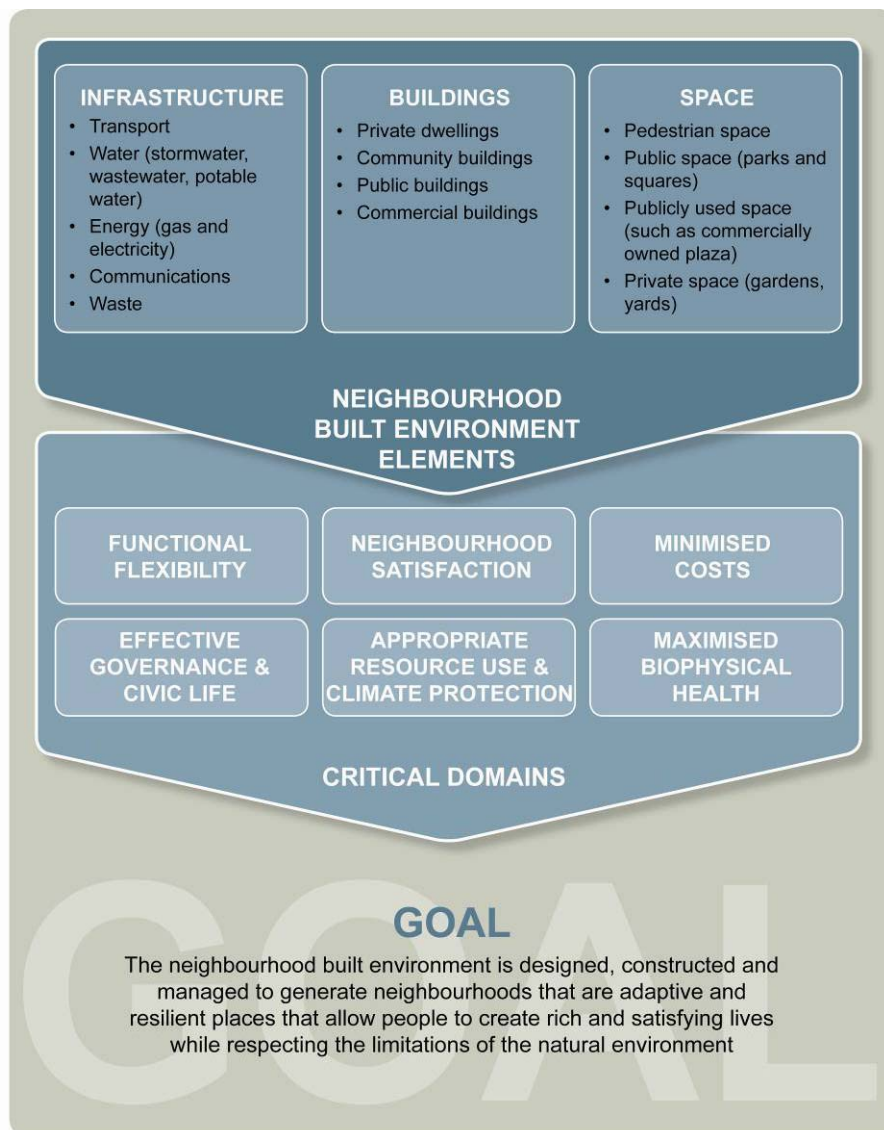 INFRASTRUCTURE
• Transport
• Water (stormwater,
wastewater, potable
water)
• Energy (gas and
electricity)
• Communications
• Waste
BUILDINGS
• Private dwellings
• Community buildings
• Public buildings
• Commercial buildings
SPACE
• Pedestrian space
• Public space (parks and
squares)
• Publicly used space
(such as commercially
owned plaza)
• Private space (gardens,
yards)
NEIGHBOURHOOD
BUILT ENVIRONMENT
ELEMENTS
FUNCTIONAL
FLEXIBILITY
NEIGHBOURHOOD
SATISFACTION
MINIMISED
COSTS
EFFECTIVE
GOVERNANCE &
CIVIC LIFE
APPROPRIATE
RESOURCE USE &
CLIMATE PROTECTION
MAXIMISED
BIOPHYSICAL
HEALTH
CRITICAL DOMAINS
GOAL
GOAL
The neighbourhood built environment is designed, constructed and
managed to generate neighbourhoods that are adaptive and
resilient places that allow people to create rich and satisfying lives
while respecting the limitations of the natural environment